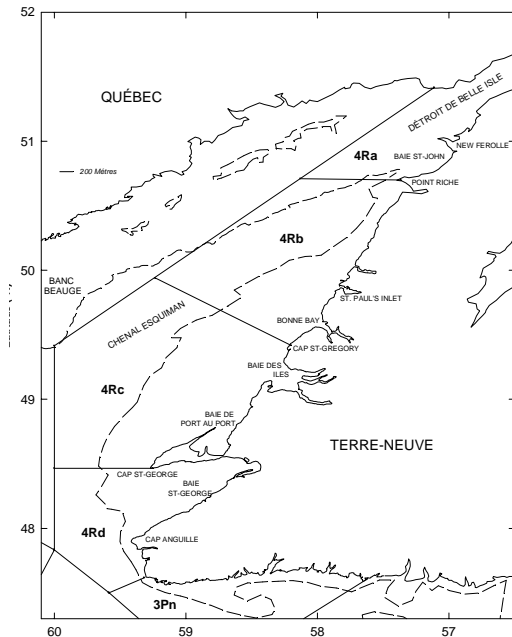 52
QUÉBEC
DÉTROIT DE BELLE ISLE
51
NEW FEROLLE
4Ra
BAIE ST-JOHN
200 Mètres
POINT RICHE
4Rb
50
BANC
BEAUGE
ST. PAUL'S INLET
CHENAL ESQUIMAN
BONNE BAY
CAP ST-GREGORY
BAIE DES
ILES
4Rc
49
BAIE DE
PORT AU PORT
TERRE-NEUVE
CAP ST-GEORGE
BAIE
ST-GEORGE
4Rd
48
CAP ANGUILLE
3Pn
60
59
58
57